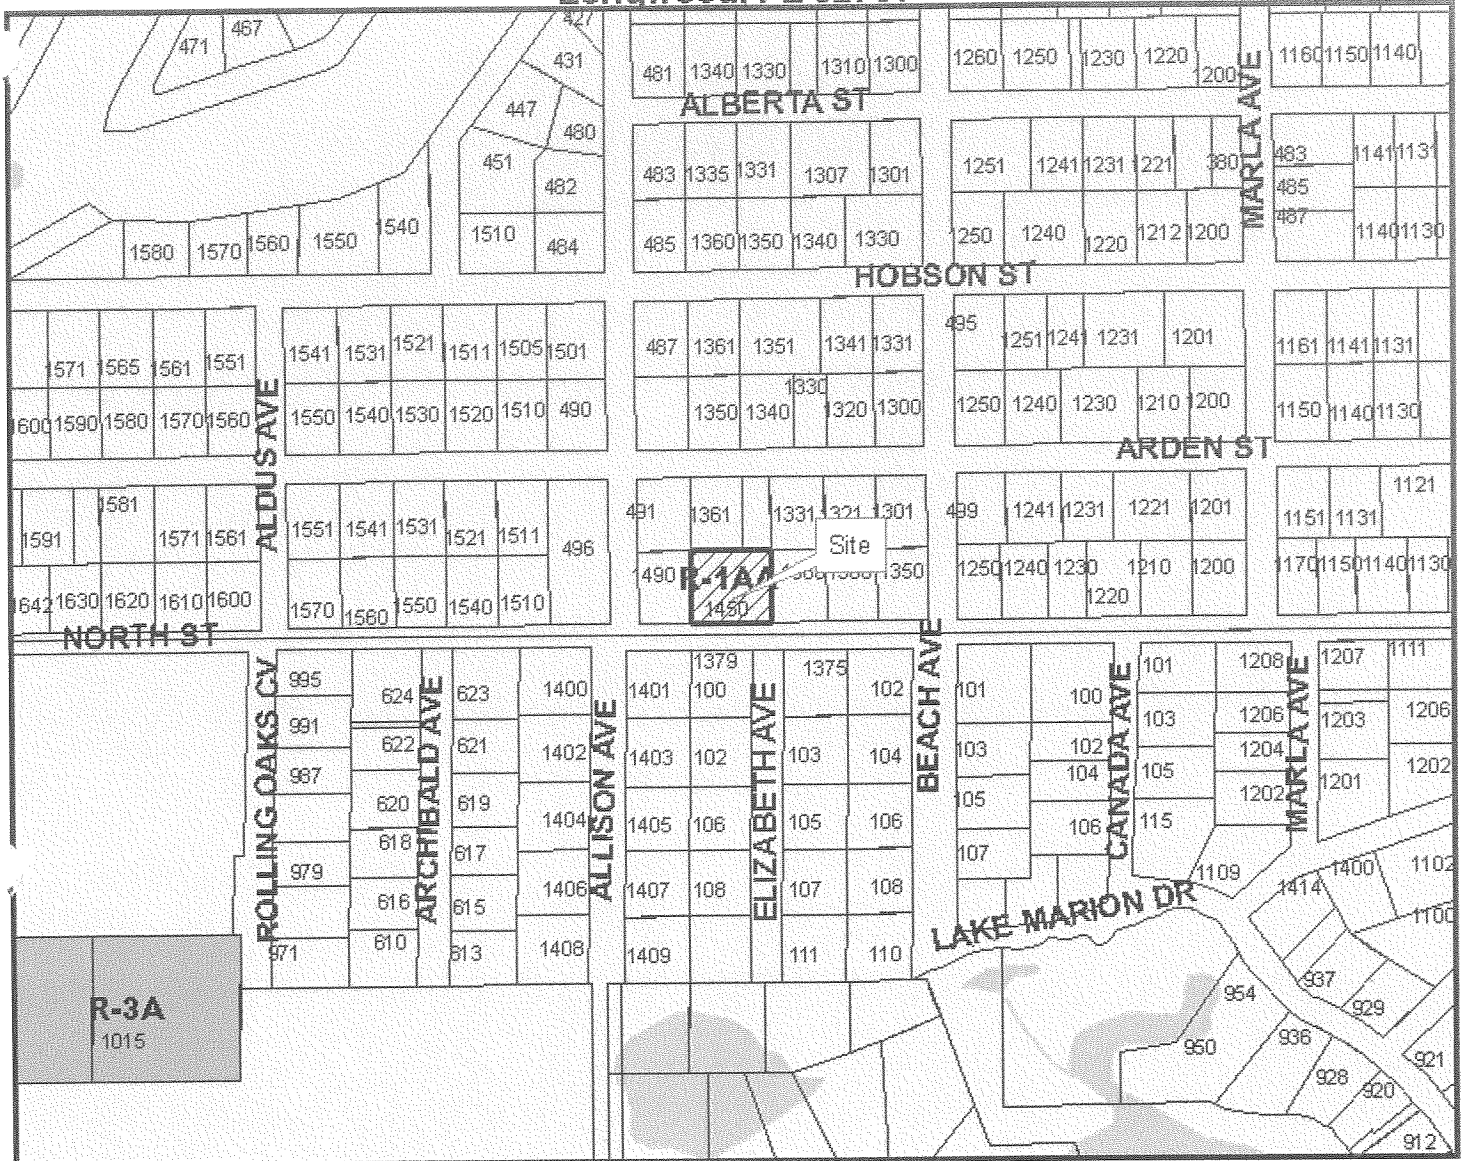 427
467
471
431
481 1340 1330 1310 1300
1260 1250 1230 1220 1200
1160 1150 1140
ALBERTA ST
MARLA AVE
447
480
451
482
483 1335 1331 1307 1301
1251 1241 1231 1221 380
483 1141 1131
485
487
1580 1570 1560 1550 1540
1510 484
485 1360 1350 1340 1330
1250 1240 1220 1212 1200
1140 1130
HOBSON ST
1571 1565 1561 1551
1541 1531 1521 1511 1505 1501
487 1361 1351 1341 1331
495 1251 1241 1231 1201
1161 1141 1131
1600 1590 1580 1570 1560
ALDUS AVE
1550 1540 1530 1520 1510 490
1350 1340 1330 1320 1300
1250 1240 1230 1210 1200
1150 1140 1130
ARDEN ST
1591 1581 1571 1561
1551 1541 1531 1521 1511 496
491 1361 1331 1321 1301
499 1241 1231 1221 1201
1151 1131 1121
Site
R-1AA
1642 1630 1620 1610 1600
1570 1560 1550 1540 1510
1490 1450 1350
1250 1240 1230 1220 1210 1200
1170 1150 1140 1130
NORTH ST
ROLLING OAKS CV
ARCHIBALD AVE
ALLISON AVE
ELIZABETH AVE
BEACH AVE
CANADA AVE
MARLA AVE
995 624 623 1400 1401 1379 100 1375 102 101 100 101 1208 1207 1111
991 622 621 1402 1403 102 103 104 103 102 103 1206 1203 1206
987 620 619 1404 1405 106 105 106 105 104 105 1204 1201 1202
618 617 107 106 115 1202
979 616 615 1406 1407 108 107 108 1109 1414 1400 1102
1100
LAKE MARION DR
971 610 613 1408 1409 111 110
R-3A
1015
954 937 929
950 936 921
928 920
912